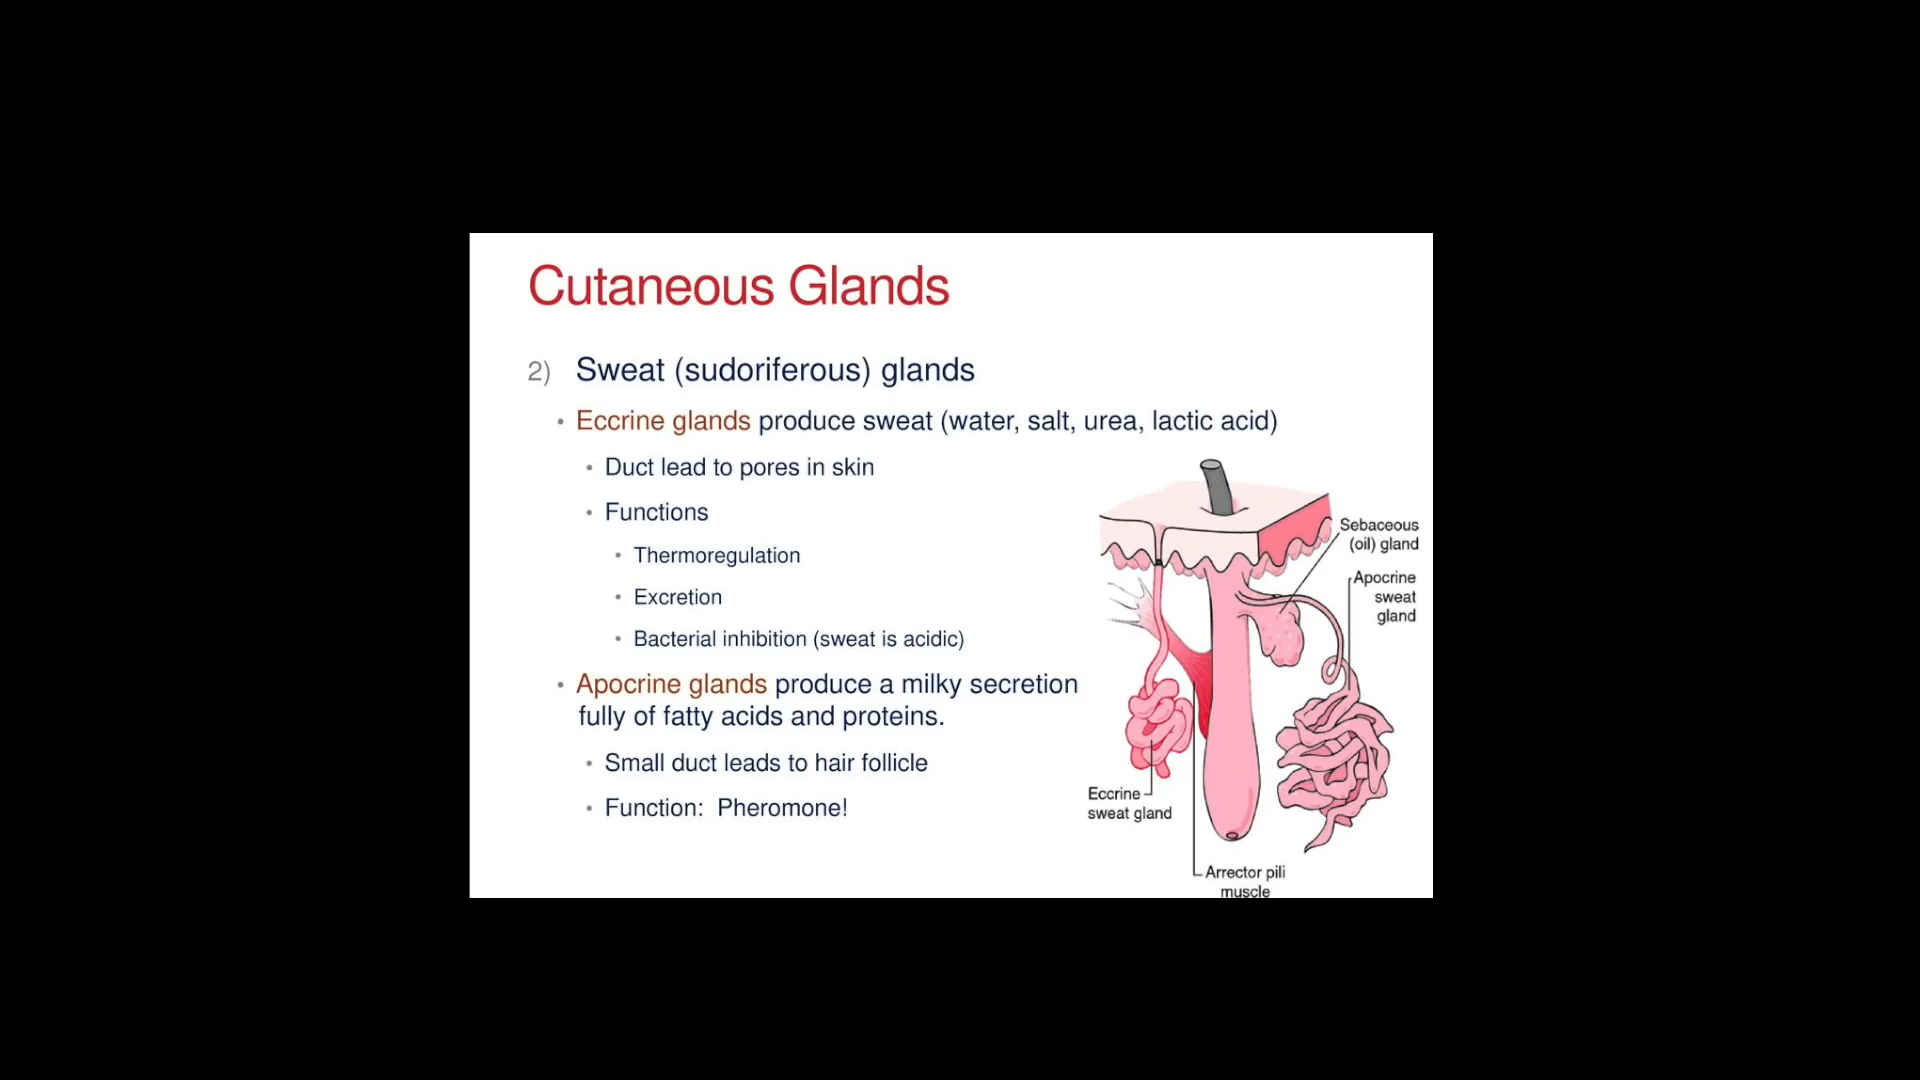 Cutaneous Glands
2) Sweat (sudoriferous) glands
• Eccrine glands produce sweat (water, salt, urea, lactic acid)
• Duct lead to pores in skin
• Functions
• Thermoregulation
• Excretion
• Bacterial inhibition (sweat is acidic)
• Apocrine glands produce a milky secretion
fully of fatty acids and proteins.
• Small duct leads to hair follicle
• Function: Pheromone!
Sebaceous
(oil) gland
Apocrine
sweat
gland
Eccrine
sweat gland
Arrector pili
muscle